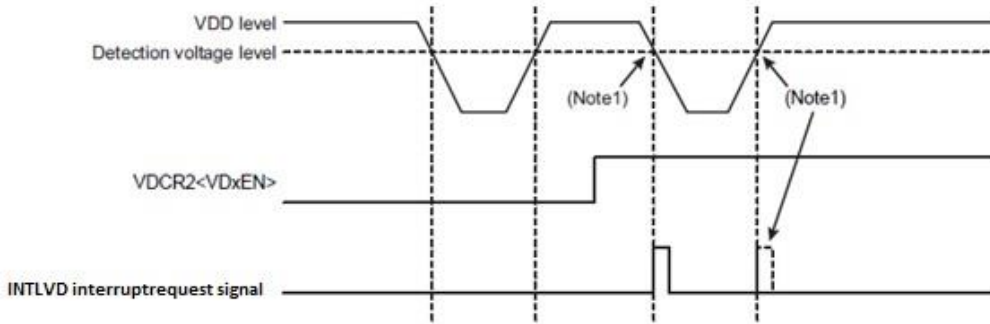 VDD level
Detection voltage level
(Note1)
(Note1)
VDCR2<VDxEN>
INTLVD interruptrequest signal